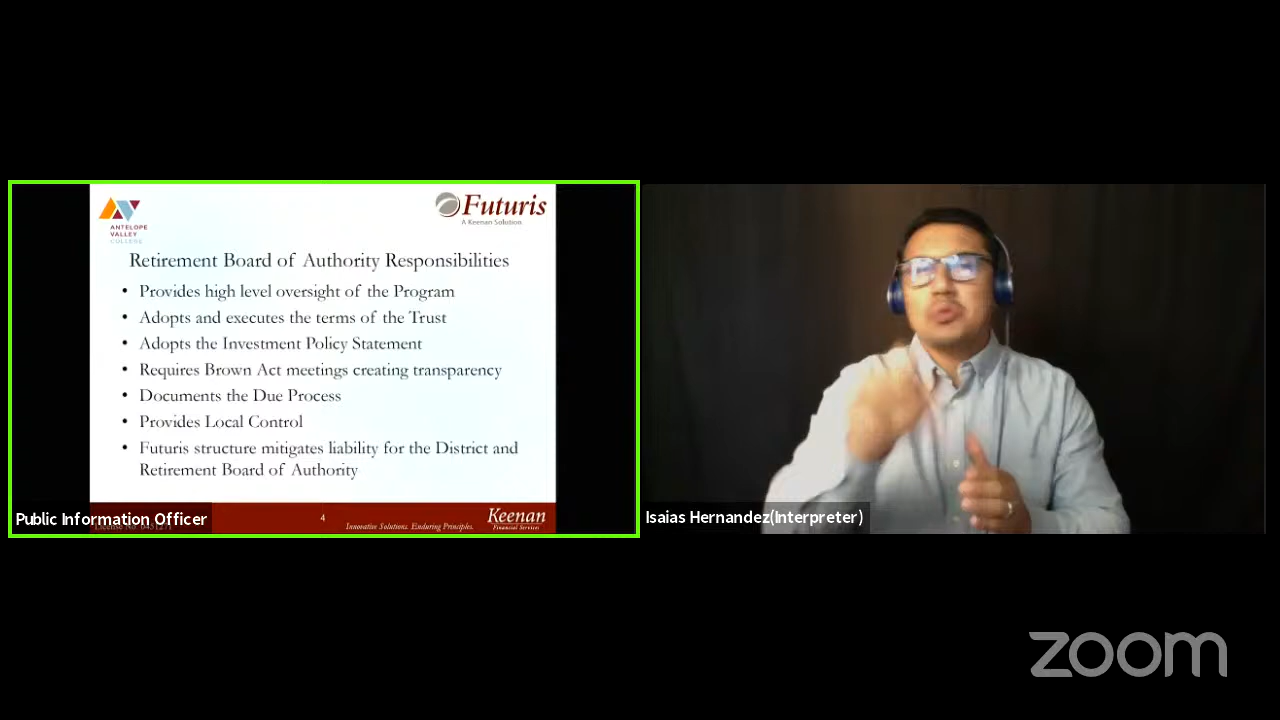 ANTELOPE
VALLEY
COLLEGE
Futuris
A Keenan Solution
Retirement Board of Authority Responsibilities
• Provides high level oversight of the Program
• Adopts and executes the terms of the Trust
• Adopts the Investment Policy Statement
• Requires Brown Act meetings creating transparency
• Documents the Due Process
• Provides Local Control
• Futuris structure mitigates liability for the District and
Retirement Board of Authority
Public Information Officer
4
Innovative Solutions. Enduring Principles.
Keenan
Financial Services
Isaias Hernandez(Interpreter)
zoom